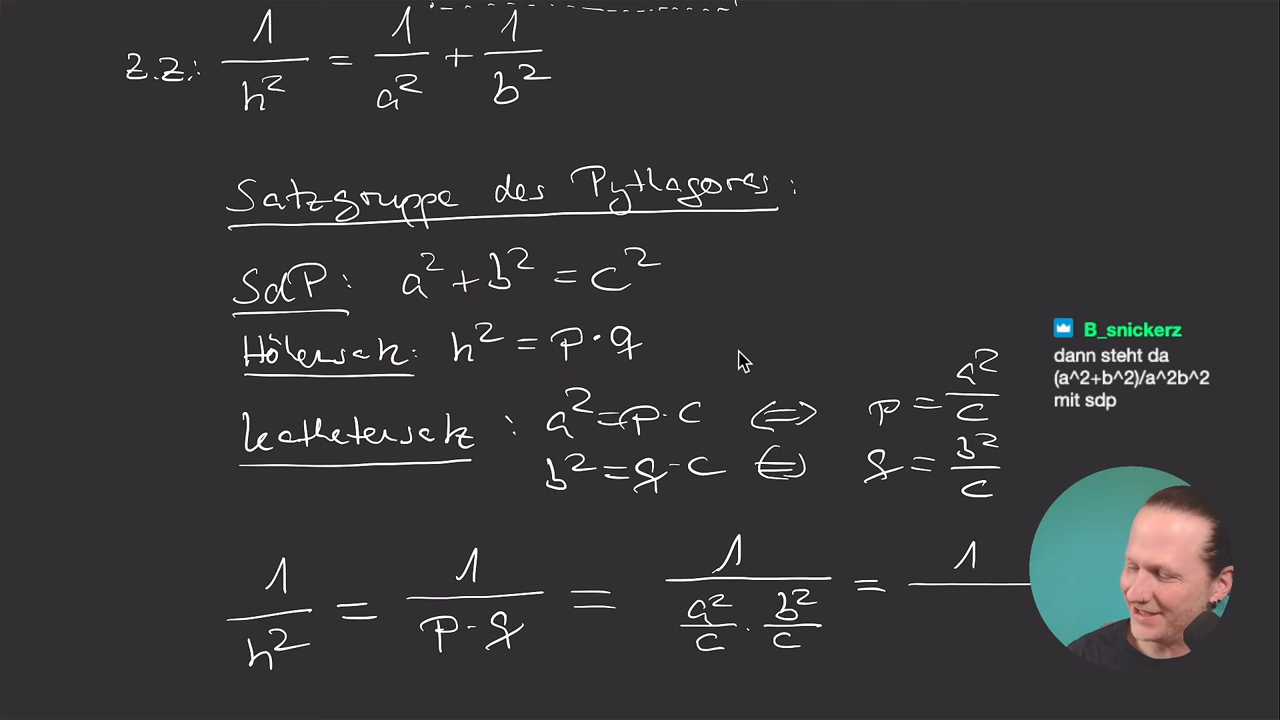 z.z.: 1/h² = 1/a² + 1/b²
Satzgruppe des Pythagoras:
SdP: a² + b² = c²
Höhensatz: h² = p · q
Kathetensatz: a² = p · c ⇔ p = a²/c
b² = q · c ⇔ q = b²/c
1/h² = 1/(p · q) = 1/(a²/c · b²/c) = 1/
B_snickerz
dann steht da
(a^2+b^2)/a^2b^2
mit sdp